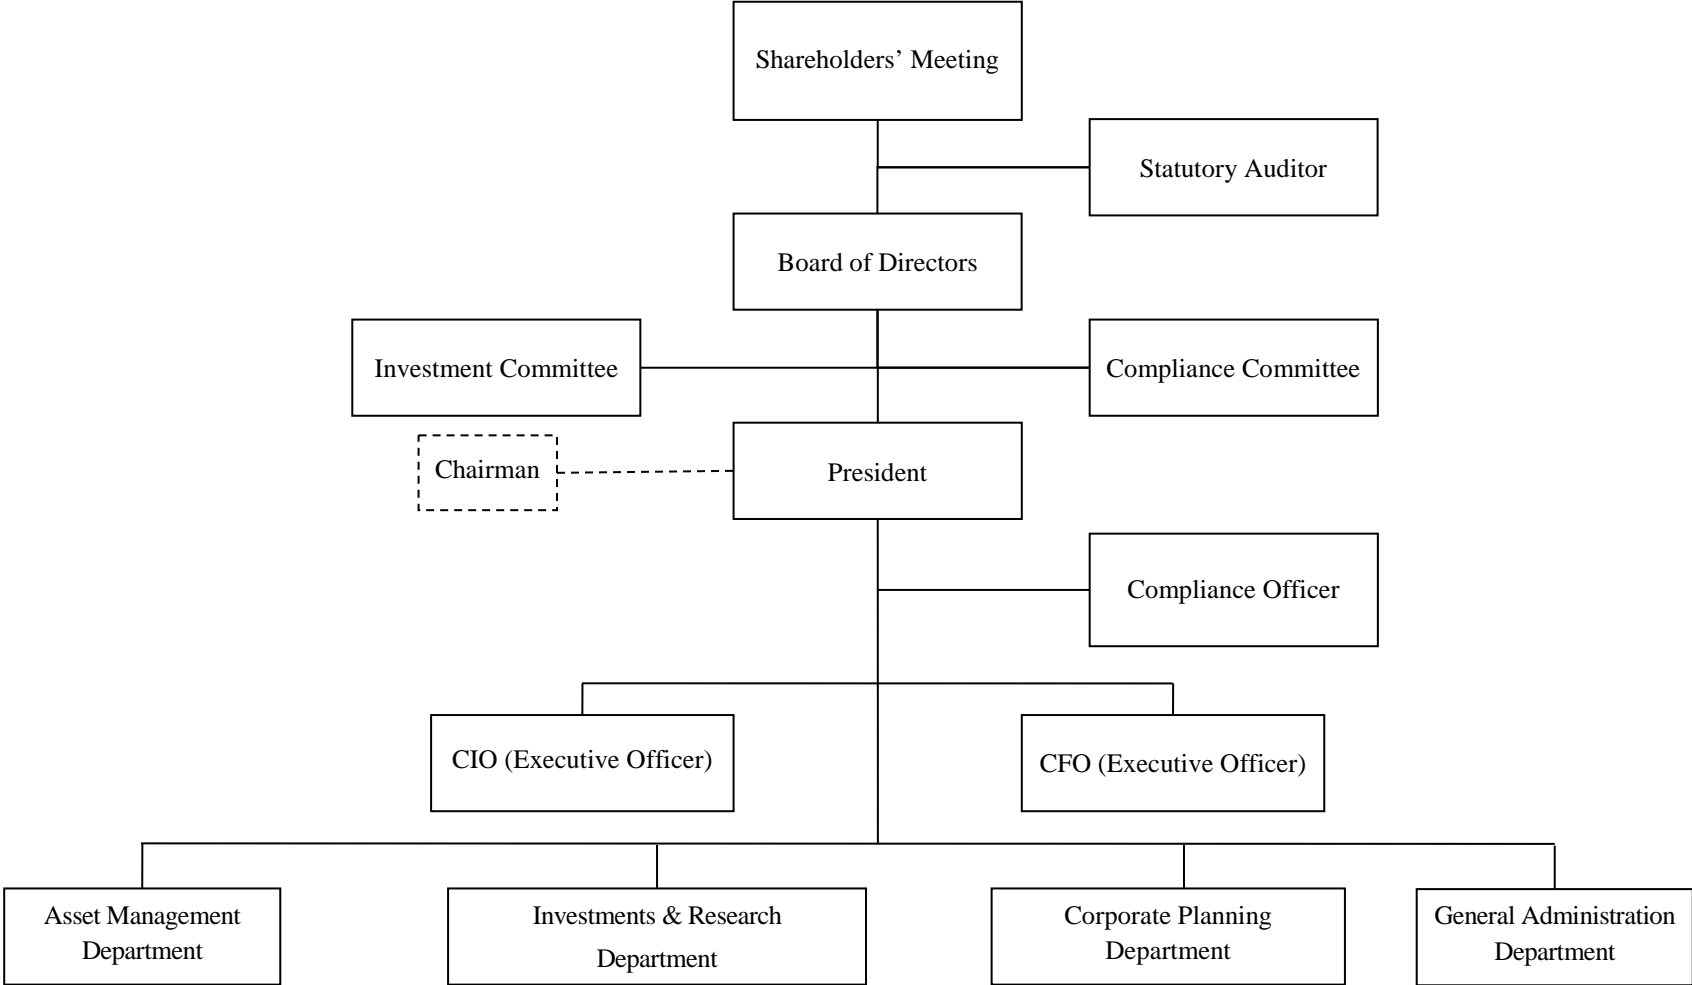 Shareholders’ Meeting
Statutory Auditor
Board of Directors
Investment Committee
Compliance Committee
Chairman
President
Compliance Officer
CIO (Executive Officer)
CFO (Executive Officer)
Asset Management
Department
Investments & Research
Department
Corporate Planning
Department
General Administration
Department